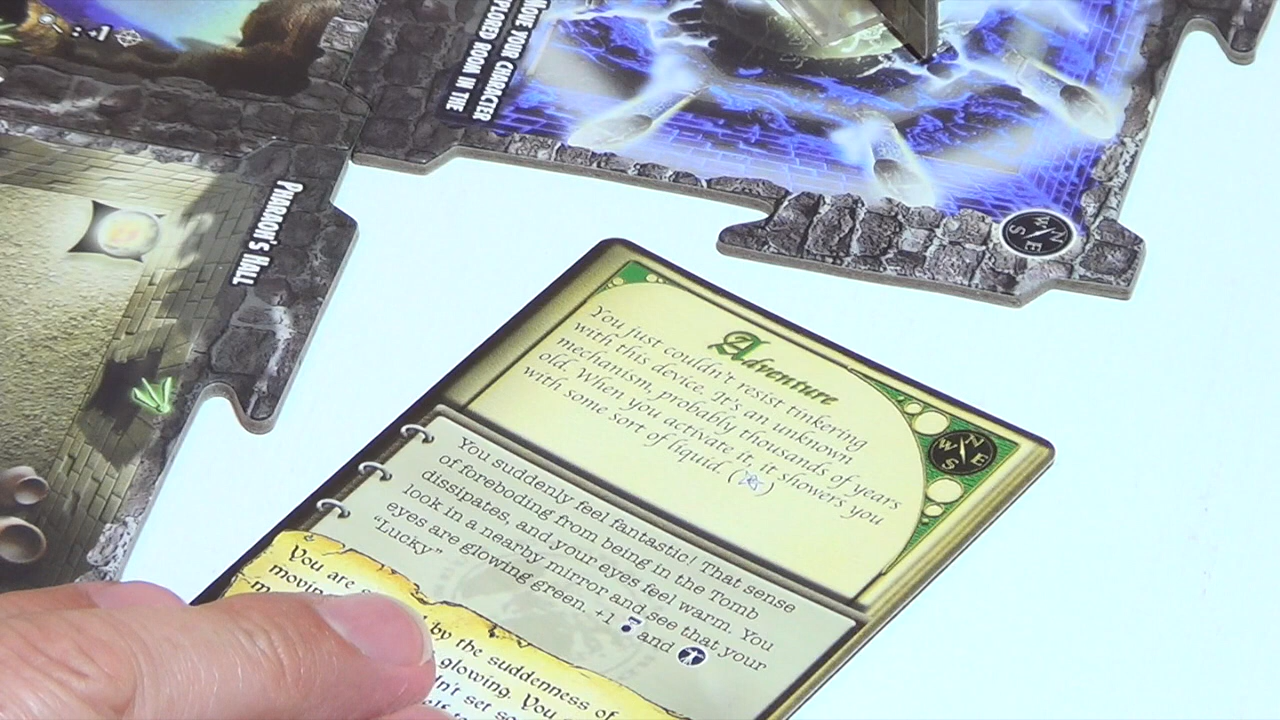 : -1
MOVE YOUR CHARACTER
PLORED ROOM IN THE
PHARAOH'S HALL
N
W
E
S
Adventure
You just couldn't resist tinkering
with this device. It's an unknown
mechanism, probably thousands of years
old. When you activate it, it showers you
with some sort of liquid. ( )
N
W E
S
You suddenly feel fantastic! That sense
of foreboding from being in the Tomb
dissipates, and your eyes feel warm. You
look in a nearby mirror and see that your
eyes are glowing green. +1 and
"Lucky"
You are by the suddenness of
movin glowing. You
n't set so